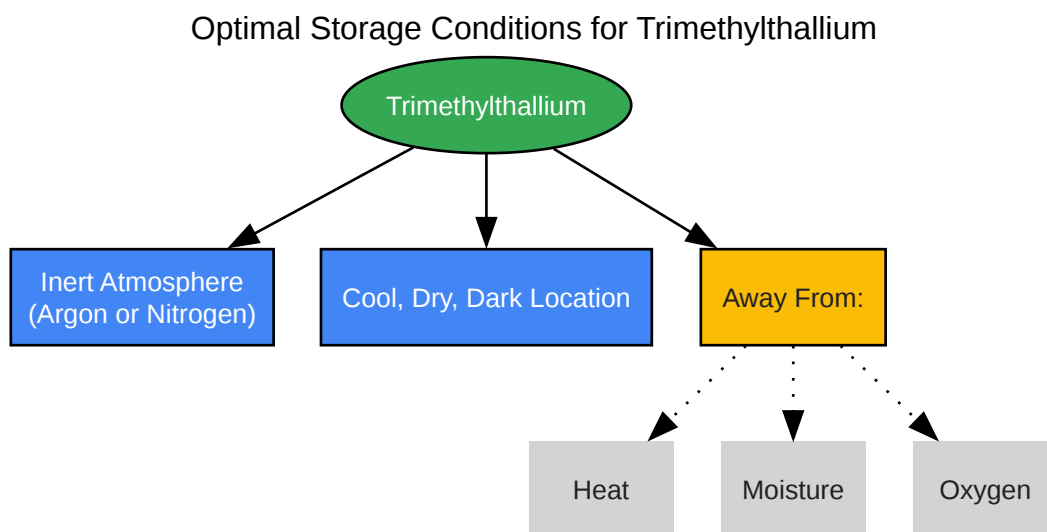 Optimal Storage Conditions for Trimethylthallium
Trimethylthallium
Inert Atmosphere
(Argon or Nitrogen)
Cool, Dry, Dark Location
Away From:
Heat
Moisture
Oxygen